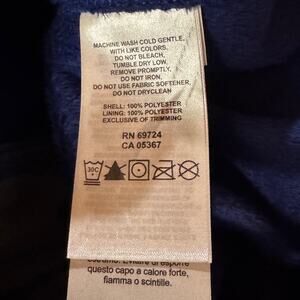 MACHINE WASH COLD GENTLE,
WITH LIKE COLORS.
DO NOT BLEACH,
TUMBLE DRY LOW,
REMOVE PROMPTLY,
DO NOT IRON,
DO NOT USE FABRIC SOFTENER,
DO NOT DRYCLEAN
SHELL: 100% POLYESTER
LINING: 100% POLYESTER
EXCLUSIVE OF TRIMMING
RN 69724
CA 05367
30C
questo capo a calore forte,
fiamma o scintille.